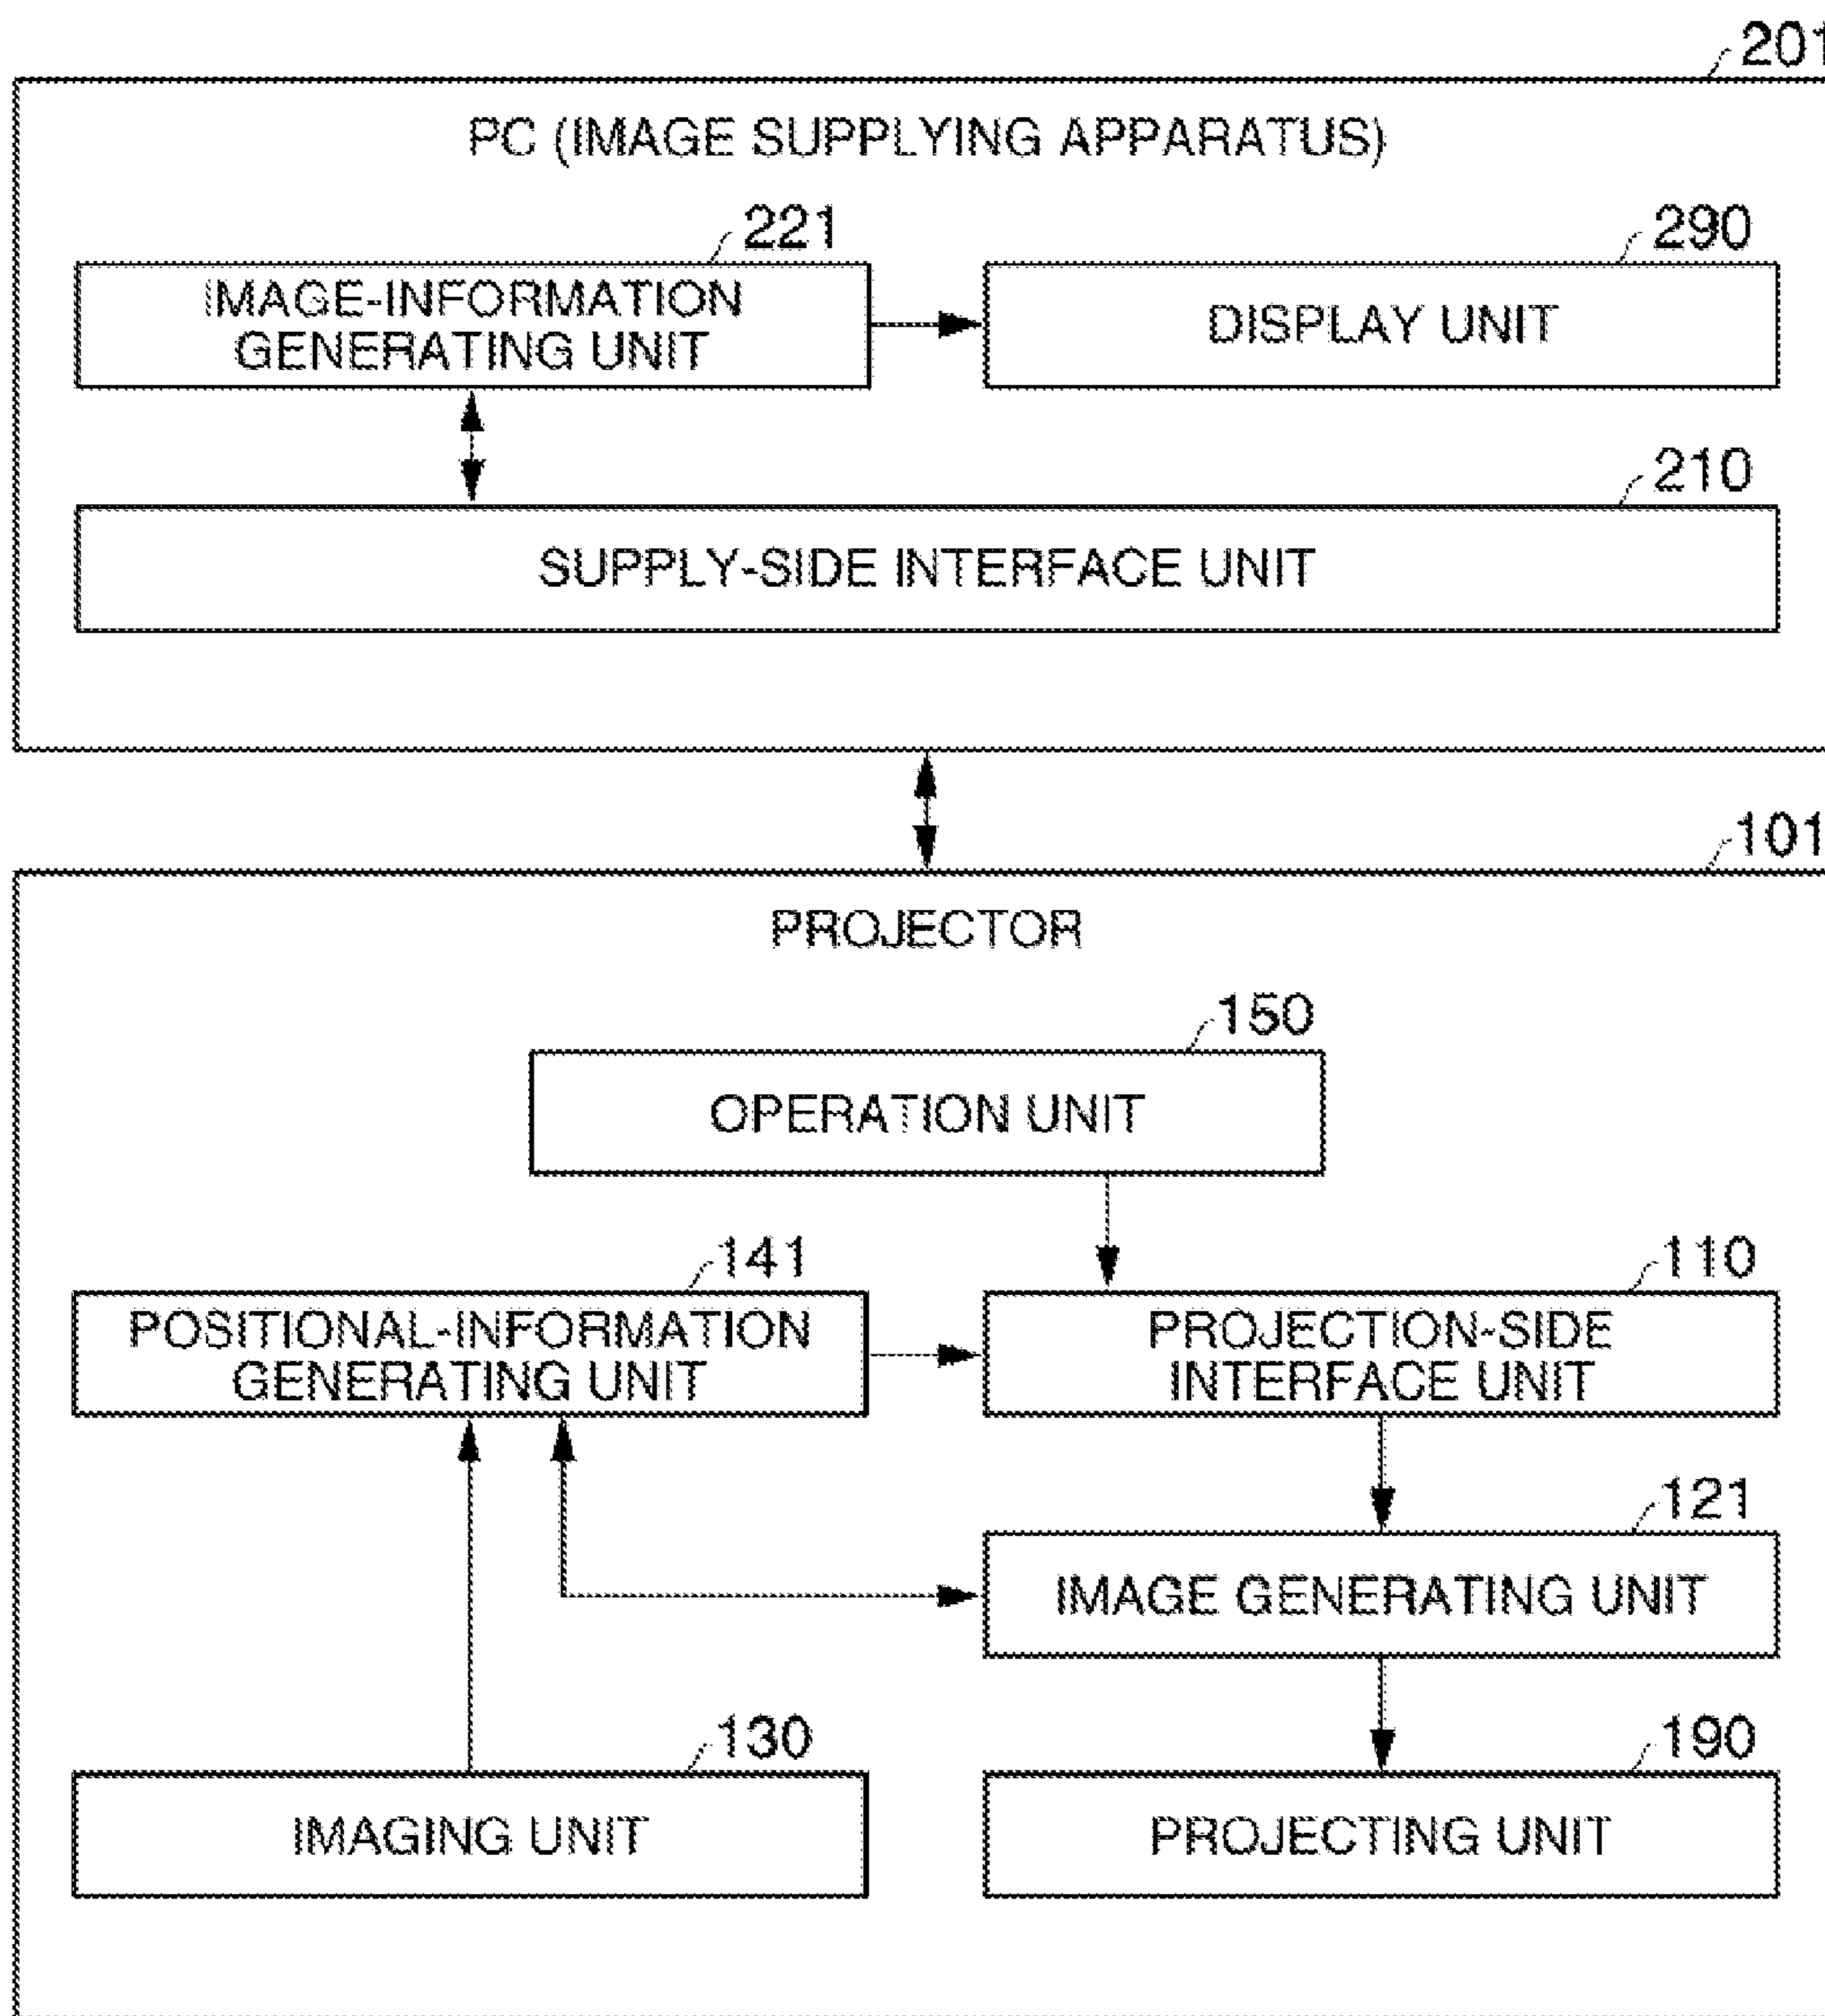 201
PC (IMAGE SUPPLYING APPARATUS)
221
290
IMAGE-INFORMATION
GENERATING UNIT
DISPLAY UNIT
210
SUPPLY-SIDE INTERFACE UNIT
101
PROJECTOR
150
OPERATION UNIT
141
110
POSITIONAL-INFORMATION
GENERATING UNIT
PROJECTION-SIDE
INTERFACE UNIT
121
IMAGE GENERATING UNIT
130
190
IMAGING UNIT
PROJECTING UNIT